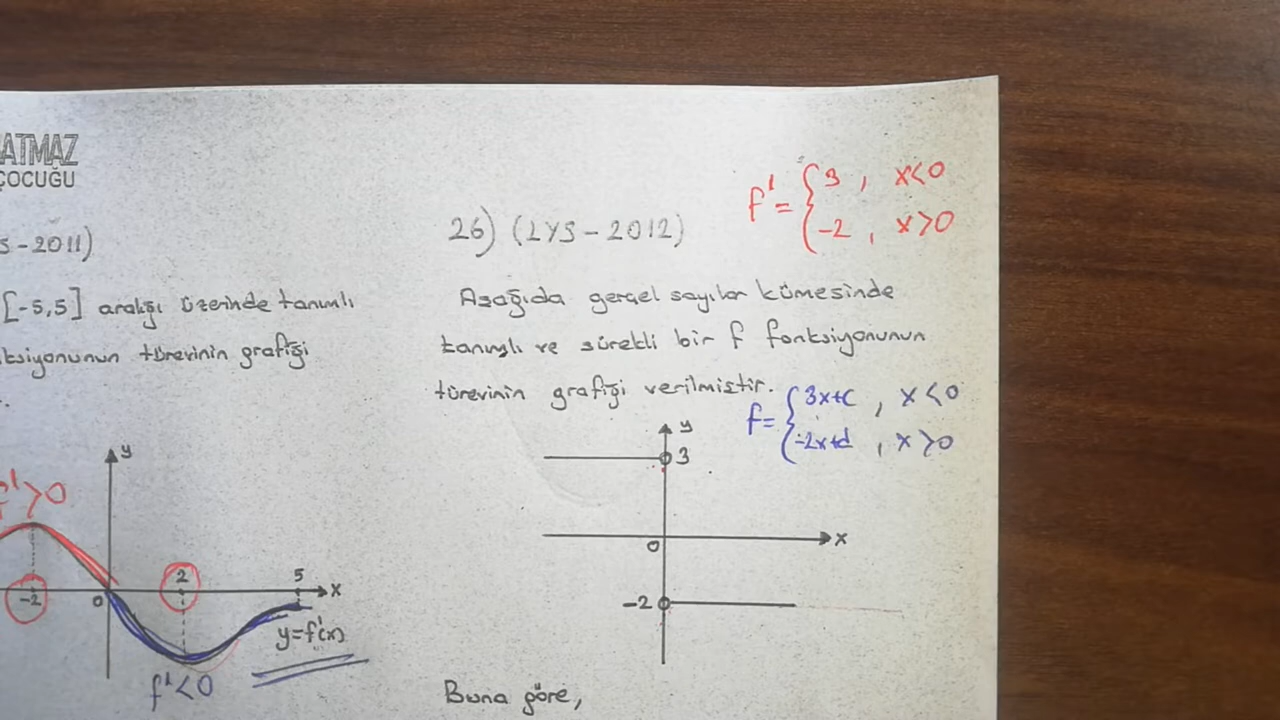 ATMAZ
ÇOCUĞU
S-2011)
[-5,5] aralığı üzerinde tanımlı
ksiyonunun türevinin grafiği
f'>0
y
-2
0
2
5
x
y=f'(x)
f'<0
26) (LYS-2012)
f'= { 3 , x<0
-2 , x>0
Aşağıda gerçel sayılar kümesinde
tanımlı ve sürekli bir f fonksiyonunun
türevinin grafiği verilmiştir.
f= { 3x+c , x<0
-2x+d , x>0
y
3
0
x
-2
Buna göre,